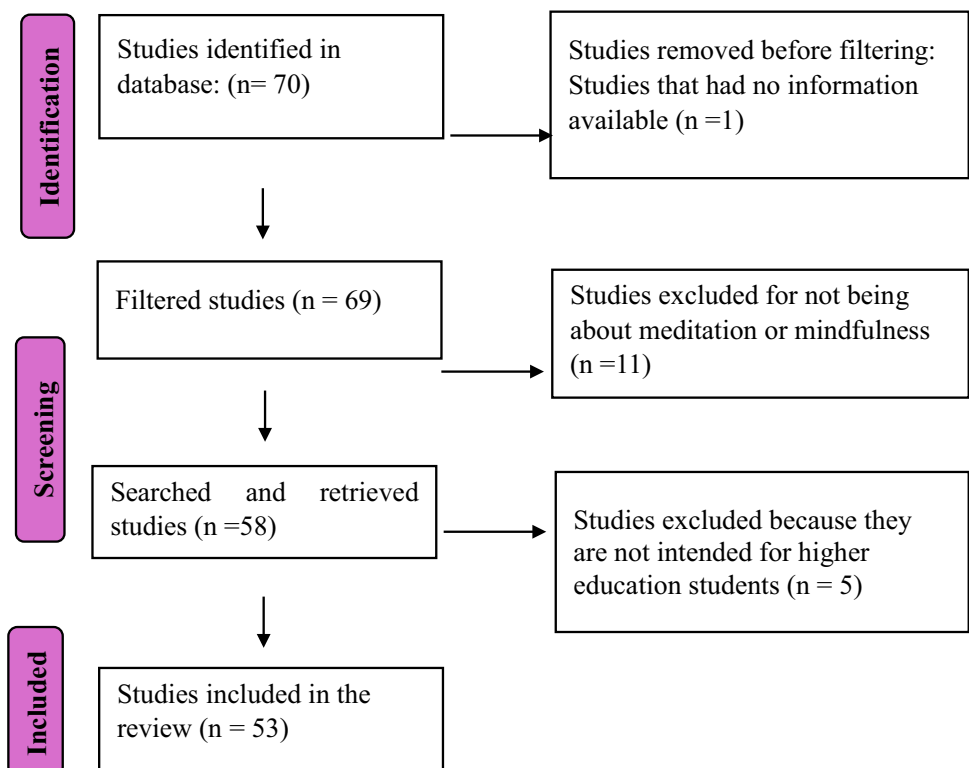 Identification
Studies identified in
database: (n= 70)
Studies removed before filtering:
Studies that had no information
available (n =1)
Screening
Filtered studies (n = 69)
Studies excluded for not being
about meditation or mindfulness
(n =11)
Searched and retrieved
studies (n =58)
Studies excluded because they
are not intended for higher
education students (n = 5)
Included
Studies included in the
review (n = 53)